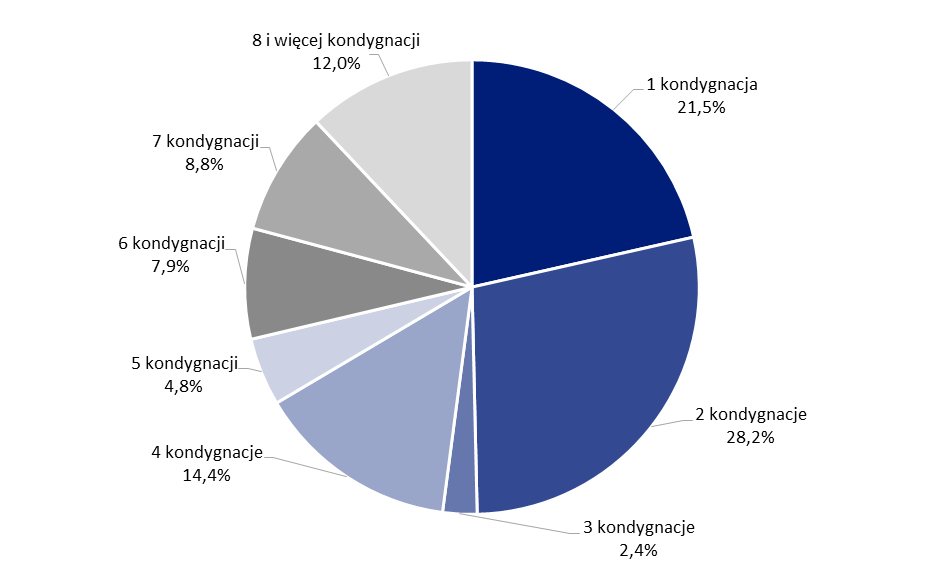 8 i więcej kondygnacji
12,0%
1 kondygnacja
21,5%
7 kondygnacji
8,8%
6 kondygnacji
7,9%
5 kondygnacji
4,8%
2 kondygnacje
28,2%
4 kondygnacje
14,4%
3 kondygnacje
2,4%